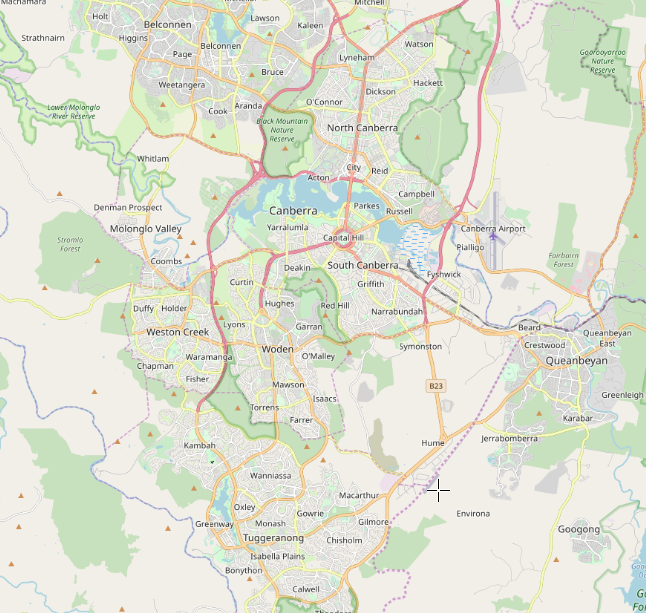 Machamara
Mitchell
Holt
Belconnen
Lawson
Kaleen
Strathnairn
Higgins
Belconnen
Watson
Page
Lyneham
Goorooyarroo
Nature
Reserve
Bruce
Weetangera
Dickson
Hackett
Lower Molonglo
River Reserve
Aranda
O'Connor
Cook
Black Mountain
Nature
Reserve
North Canberra
Whitlam
City
Reid
Acton
Campbell
Denman Prospect
Canberra
Parkes
Russell
Molonglo Valley
Yarralumla
Canberra Airport
Capital Hill
Stromlo
Forest
Pialligo
Coombs
Deakin
South Canberra
Fairbairn
Forest
Fyshwick
Curtin
Griffith
Duffy
Holder
Hughes
Red Hill
Narrabundah
Lyons
Garran
Beard
Weston Creek
Queanbeyan
East
Crestwood
Symonston
Woden
Waramanga
O'Malley
Queanbeyan
Chapman
Fisher
Mawson
B23
Isaacs
Greenleigh
Torrens
Farrer
Karabar
Kambah
Hume
Jerrabomberra
Wanniassa
Macarthur
Oxley
Gowrie
Environa
Greenway
Monash
Gilmore
Googong
Tuggeranong
Chisholm
Isabella Plains
Bonython
Calwell